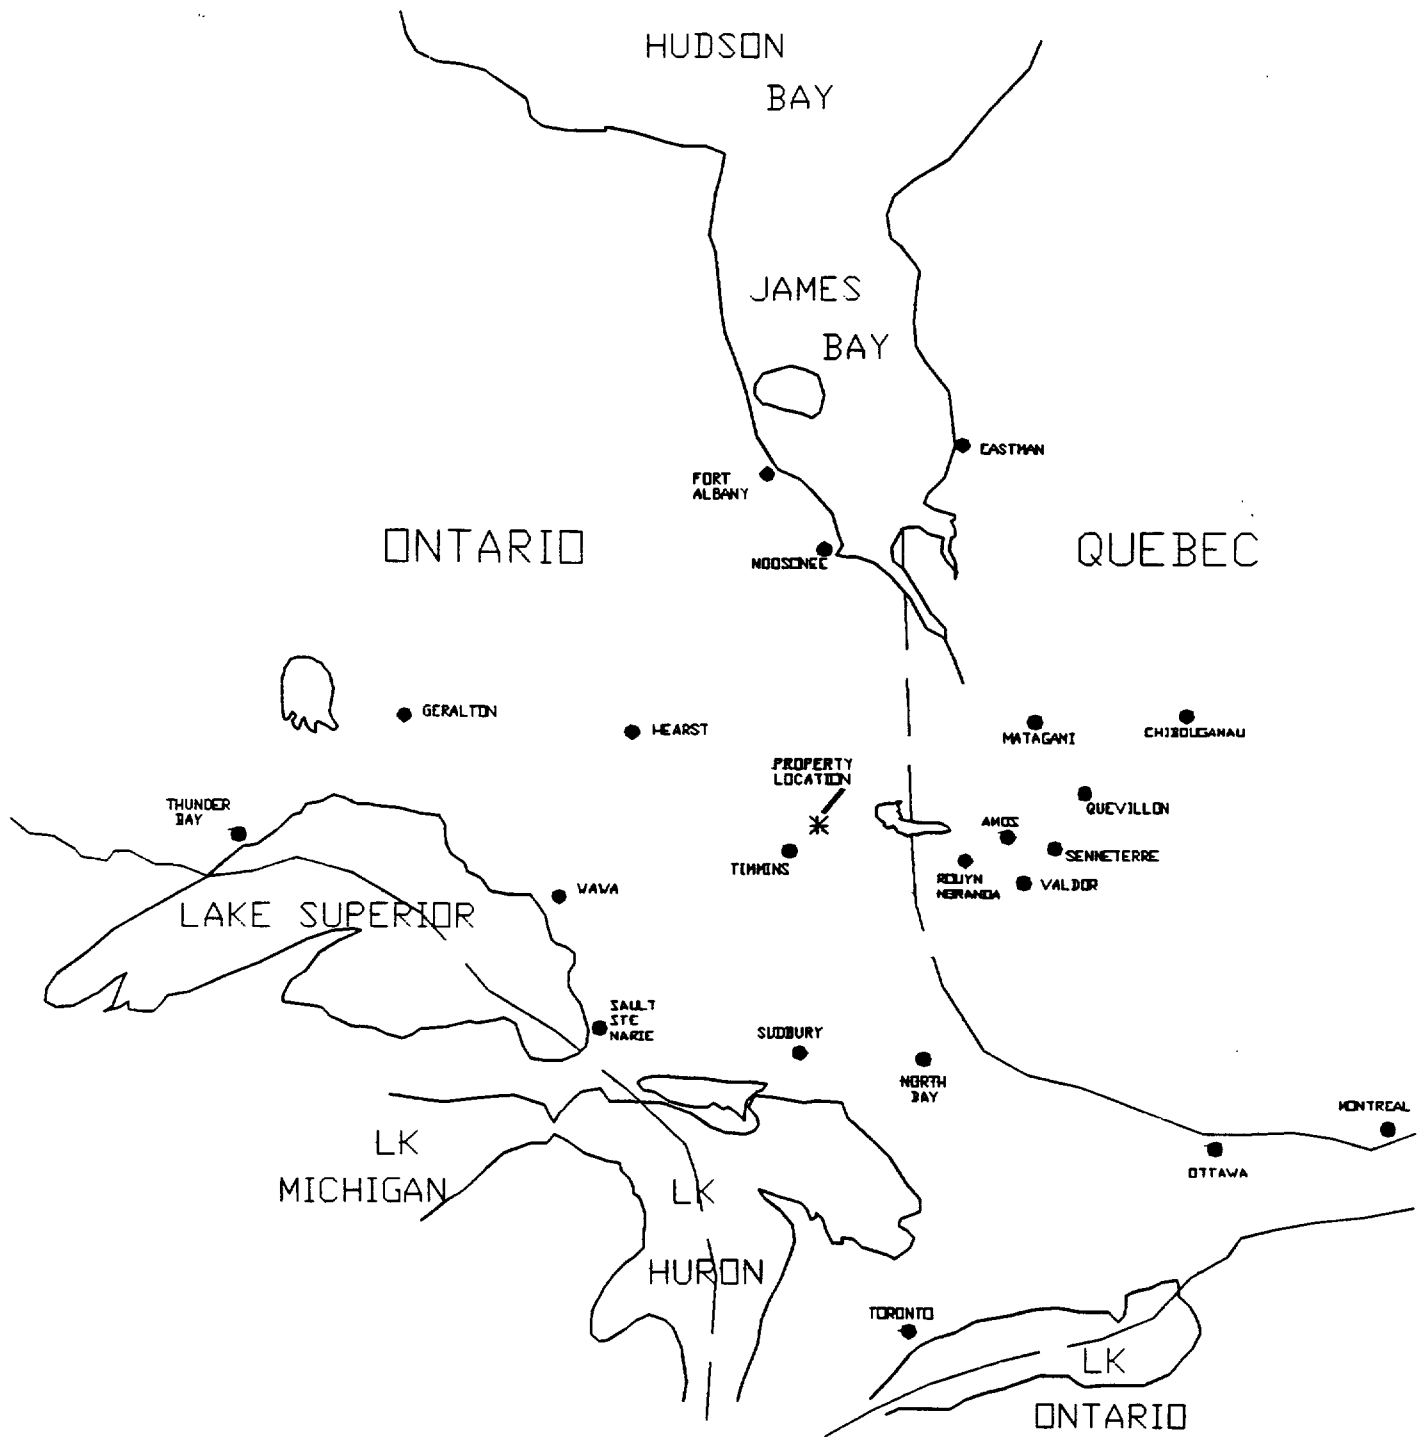 HUDSON
BAY
JAMES
BAY
EASTMAN
FORT
ALBANY
ONTARIO
QUEBEC
MOOSONEE
GERALTON
HEARST
MATAGAMI
CHIBOUGAMAU
PROPERTY
LOCATION
THUNDER
BAY
QUEVILLON
AMOS
SENNETERRE
TIMMINS
ROUYN
NORANDA
VALDOR
WAWA
LAKE SUPERIOR
SAULT
STE
MARIE
SUDBURY
NORTH
BAY
MONTREAL
LK
MICHIGAN
OTTAWA
LK
HURON
TORONTO
LK
ONTARIO